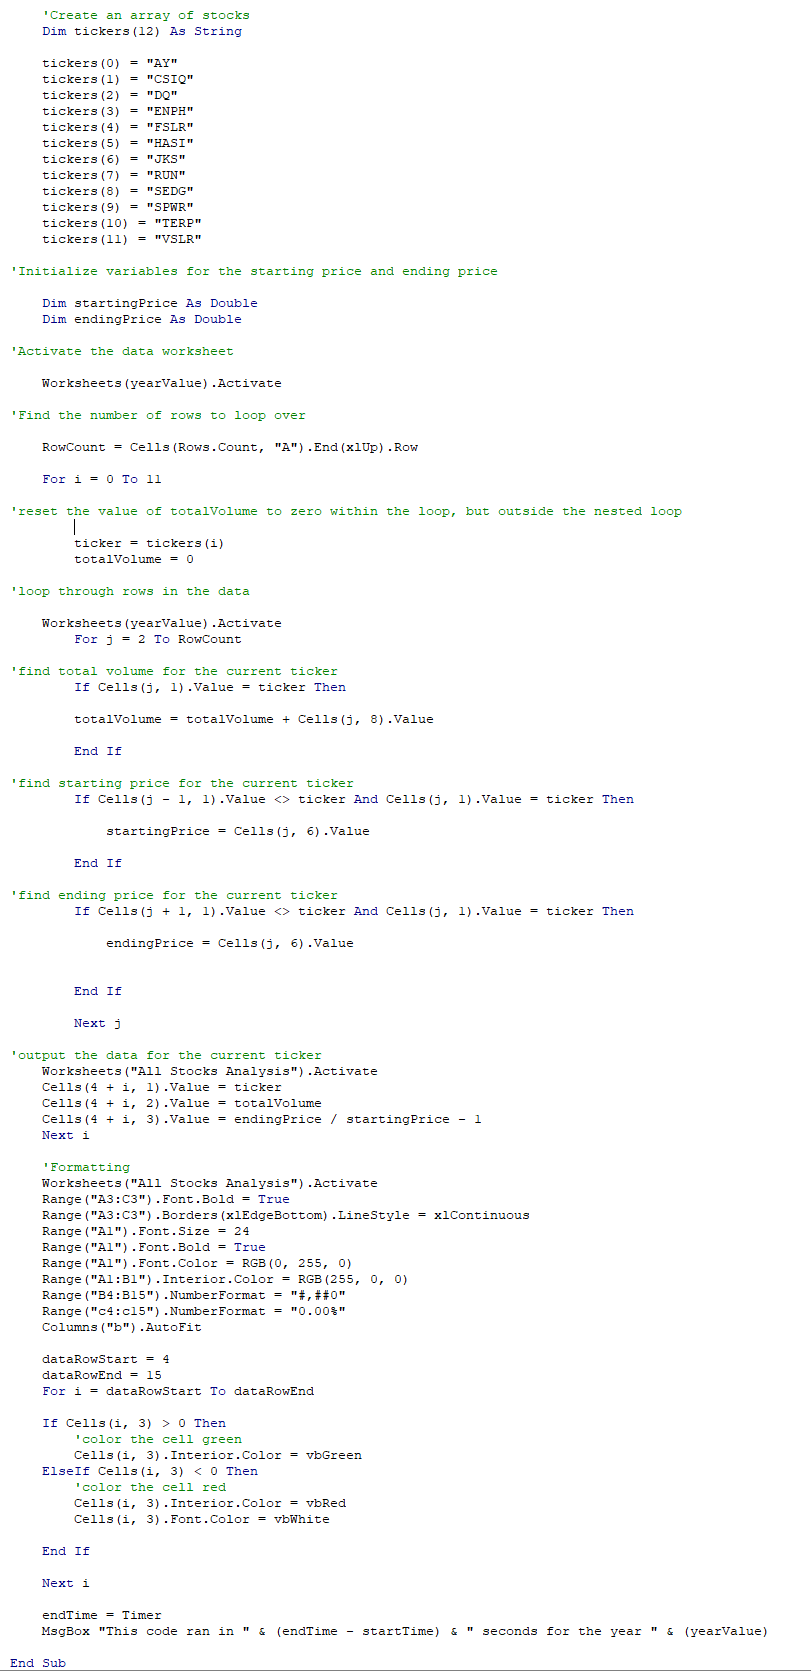 'Create an array of stocks
Dim tickers(12) As String
tickers(0) = "AY"
tickers(1) = "CSIQ"
tickers(2) = "DQ"
tickers(3) = "ENPH"
tickers(4) = "FSLR"
tickers(5) = "HASI"
tickers(6) = "JKS"
tickers(7) = "RUN"
tickers(8) = "SEDG"
tickers(9) = "SPWR"
tickers(10) = "TERP"
tickers(11) = "VSLR"
'Initialize variables for the starting price and ending price
Dim startingPrice As Double
Dim endingPrice As Double
'Activate the data worksheet
Worksheets(yearValue).Activate
'Find the number of rows to loop over
RowCount = Cells(Rows.Count, "A").End(xlUp).Row
For i = 0 To 11
'reset the value of totalVolume to zero within the loop, but outside the nested loop
ticker = tickers(i)
totalVolume = 0
'loop through rows in the data
Worksheets(yearValue).Activate
For j = 2 To RowCount
'find total volume for the current ticker
If Cells(j, 1).Value = ticker Then
totalVolume = totalVolume + Cells(j, 8).Value
End If
'find starting price for the current ticker
If Cells(j - 1, 1).Value <> ticker And Cells(j, 1).Value = ticker Then
startingPrice = Cells(j, 6).Value
End If
'find ending price for the current ticker
If Cells(j + 1, 1).Value <> ticker And Cells(j, 1).Value = ticker Then
endingPrice = Cells(j, 6).Value
End If
Next j
'output the data for the current ticker
Worksheets("All Stocks Analysis").Activate
Cells(4 + i, 1).Value = ticker
Cells(4 + i, 2).Value = totalVolume
Cells(4 + i, 3).Value = endingPrice / startingPrice - 1
Next i
'Formatting
Worksheets("All Stocks Analysis").Activate
Range("A3:C3").Font.Bold = True
Range("A3:C3").Borders(xlEdgeBottom).LineStyle = xlContinuous
Range("A1").Font.Size = 24
Range("A1").Font.Bold = True
Range("A1").Font.Color = RGB(0, 255, 0)
Range("A1:B1").Interior.Color = RGB(255, 0, 0)
Range("B4:B15").NumberFormat = "#,##0"
Range("c4:c15").NumberFormat = "0.00%"
Columns("b").AutoFit
dataRowStart = 4
dataRowEnd = 15
For i = dataRowStart To dataRowEnd
If Cells(i, 3) > 0 Then
'color the cell green
Cells(i, 3).Interior.Color = vbGreen
ElseIf Cells(i, 3) < 0 Then
'color the cell red
Cells(i, 3).Interior.Color = vbRed
Cells(i, 3).Font.Color = vbWhite
End If
Next i
endTime = Timer
MsgBox "This code ran in " & (endTime - startTime) & " seconds for the year " & (yearValue)
End Sub